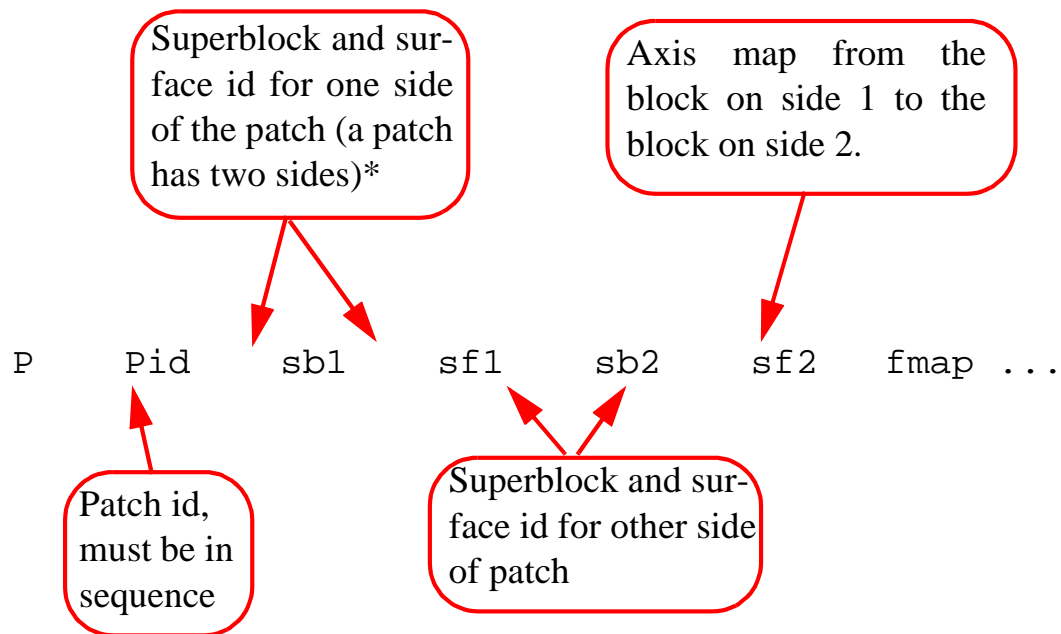 Superblock and sur-
face id for one side
of the patch (a patch
has two sides)*
Axis map from the
block on side 1 to the
block on side 2.
P Pid sb1 sf1 sb2 sf2 fmap ...
Patch id,
must be in
sequence
Superblock and sur-
face id for other side
of patch